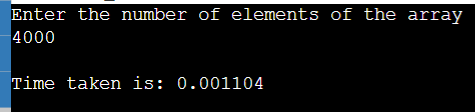 Enter the number of elements of the array
4000
Time taken is: 0.001104